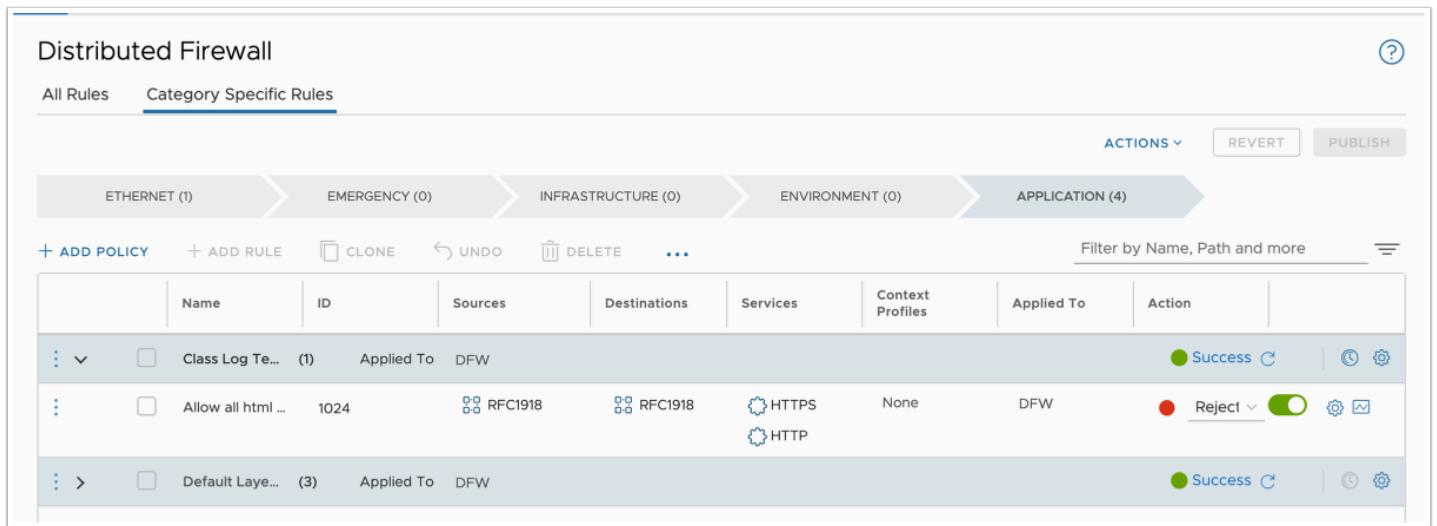 Distributed Firewall
All Rules Category Specific Rules
ACTIONS REVERT PUBLISH
ETHERNET (1) EMERGENCY (0) INFRASTRUCTURE (0) ENVIRONMENT (0) APPLICATION (4)
+ ADD POLICY + ADD RULE CLONE UNDO DELETE ... Filter by Name, Path and more
Name ID Sources Destinations Services Context Profiles Applied To Action
Class Log Te... (1) Applied To DFW Success
Allow all html ... 1024 RFC1918 RFC1918 HTTPS None DFW Reject
HTTP
Default Laye... (3) Applied To DFW Success